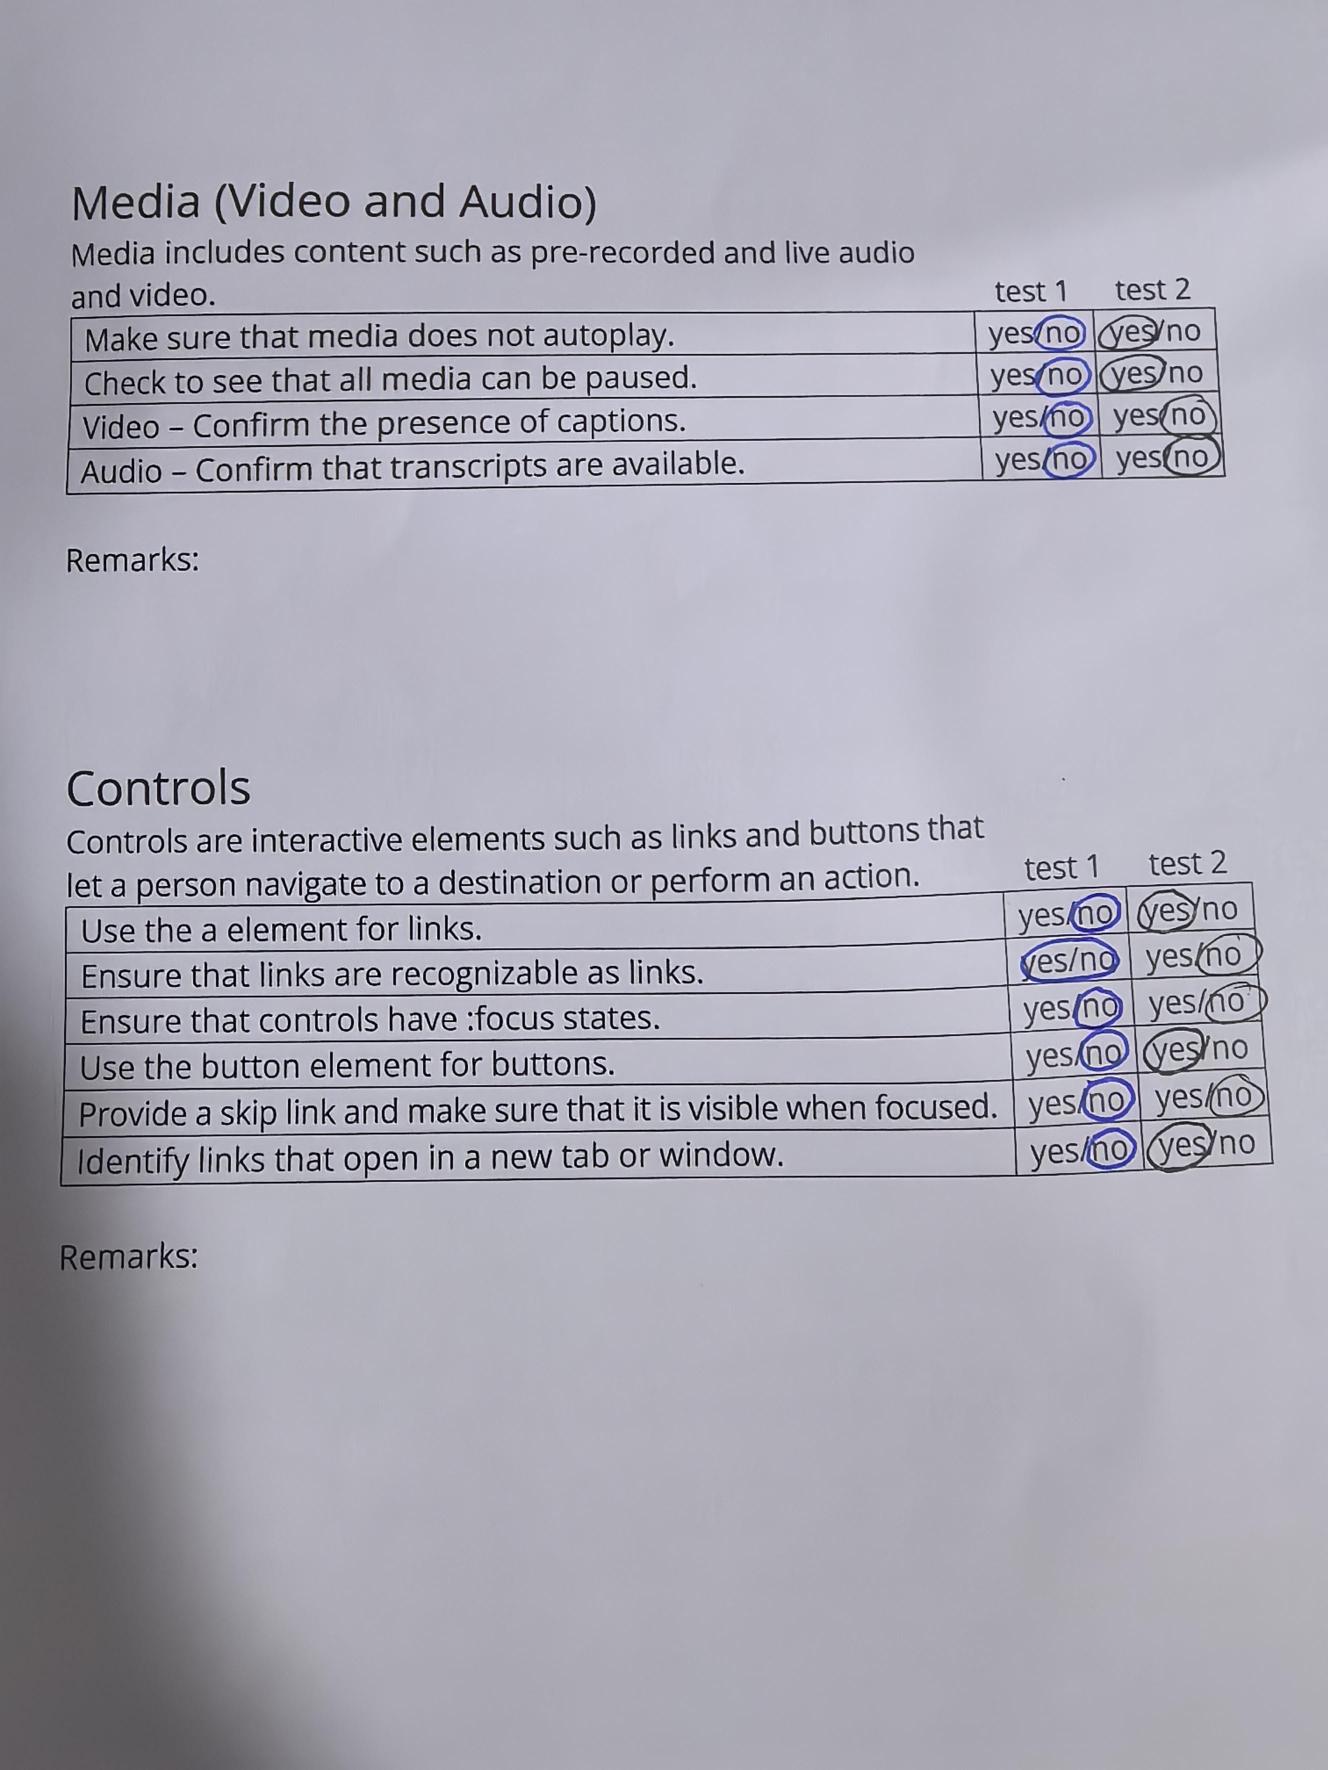 Media (Video and Audio)
Media includes content such as pre-recorded and live audio
and video.
test 1 test 2
Make sure that media does not autoplay. yes/no yes/no
Check to see that all media can be paused. yes/no yes/no
Video – Confirm the presence of captions. yes/no yes/no
Audio – Confirm that transcripts are available. yes/no yes/no
Remarks:
Controls
Controls are interactive elements such as links and buttons that
let a person navigate to a destination or perform an action.
test 1 test 2
Use the a element for links. yes/no yes/no
Ensure that links are recognizable as links. yes/no yes/no
Ensure that controls have :focus states. yes/no yes/no
Use the button element for buttons. yes/no yes/no
Provide a skip link and make sure that it is visible when focused. yes/no yes/no
Identify links that open in a new tab or window. yes/no yes/no
Remarks: